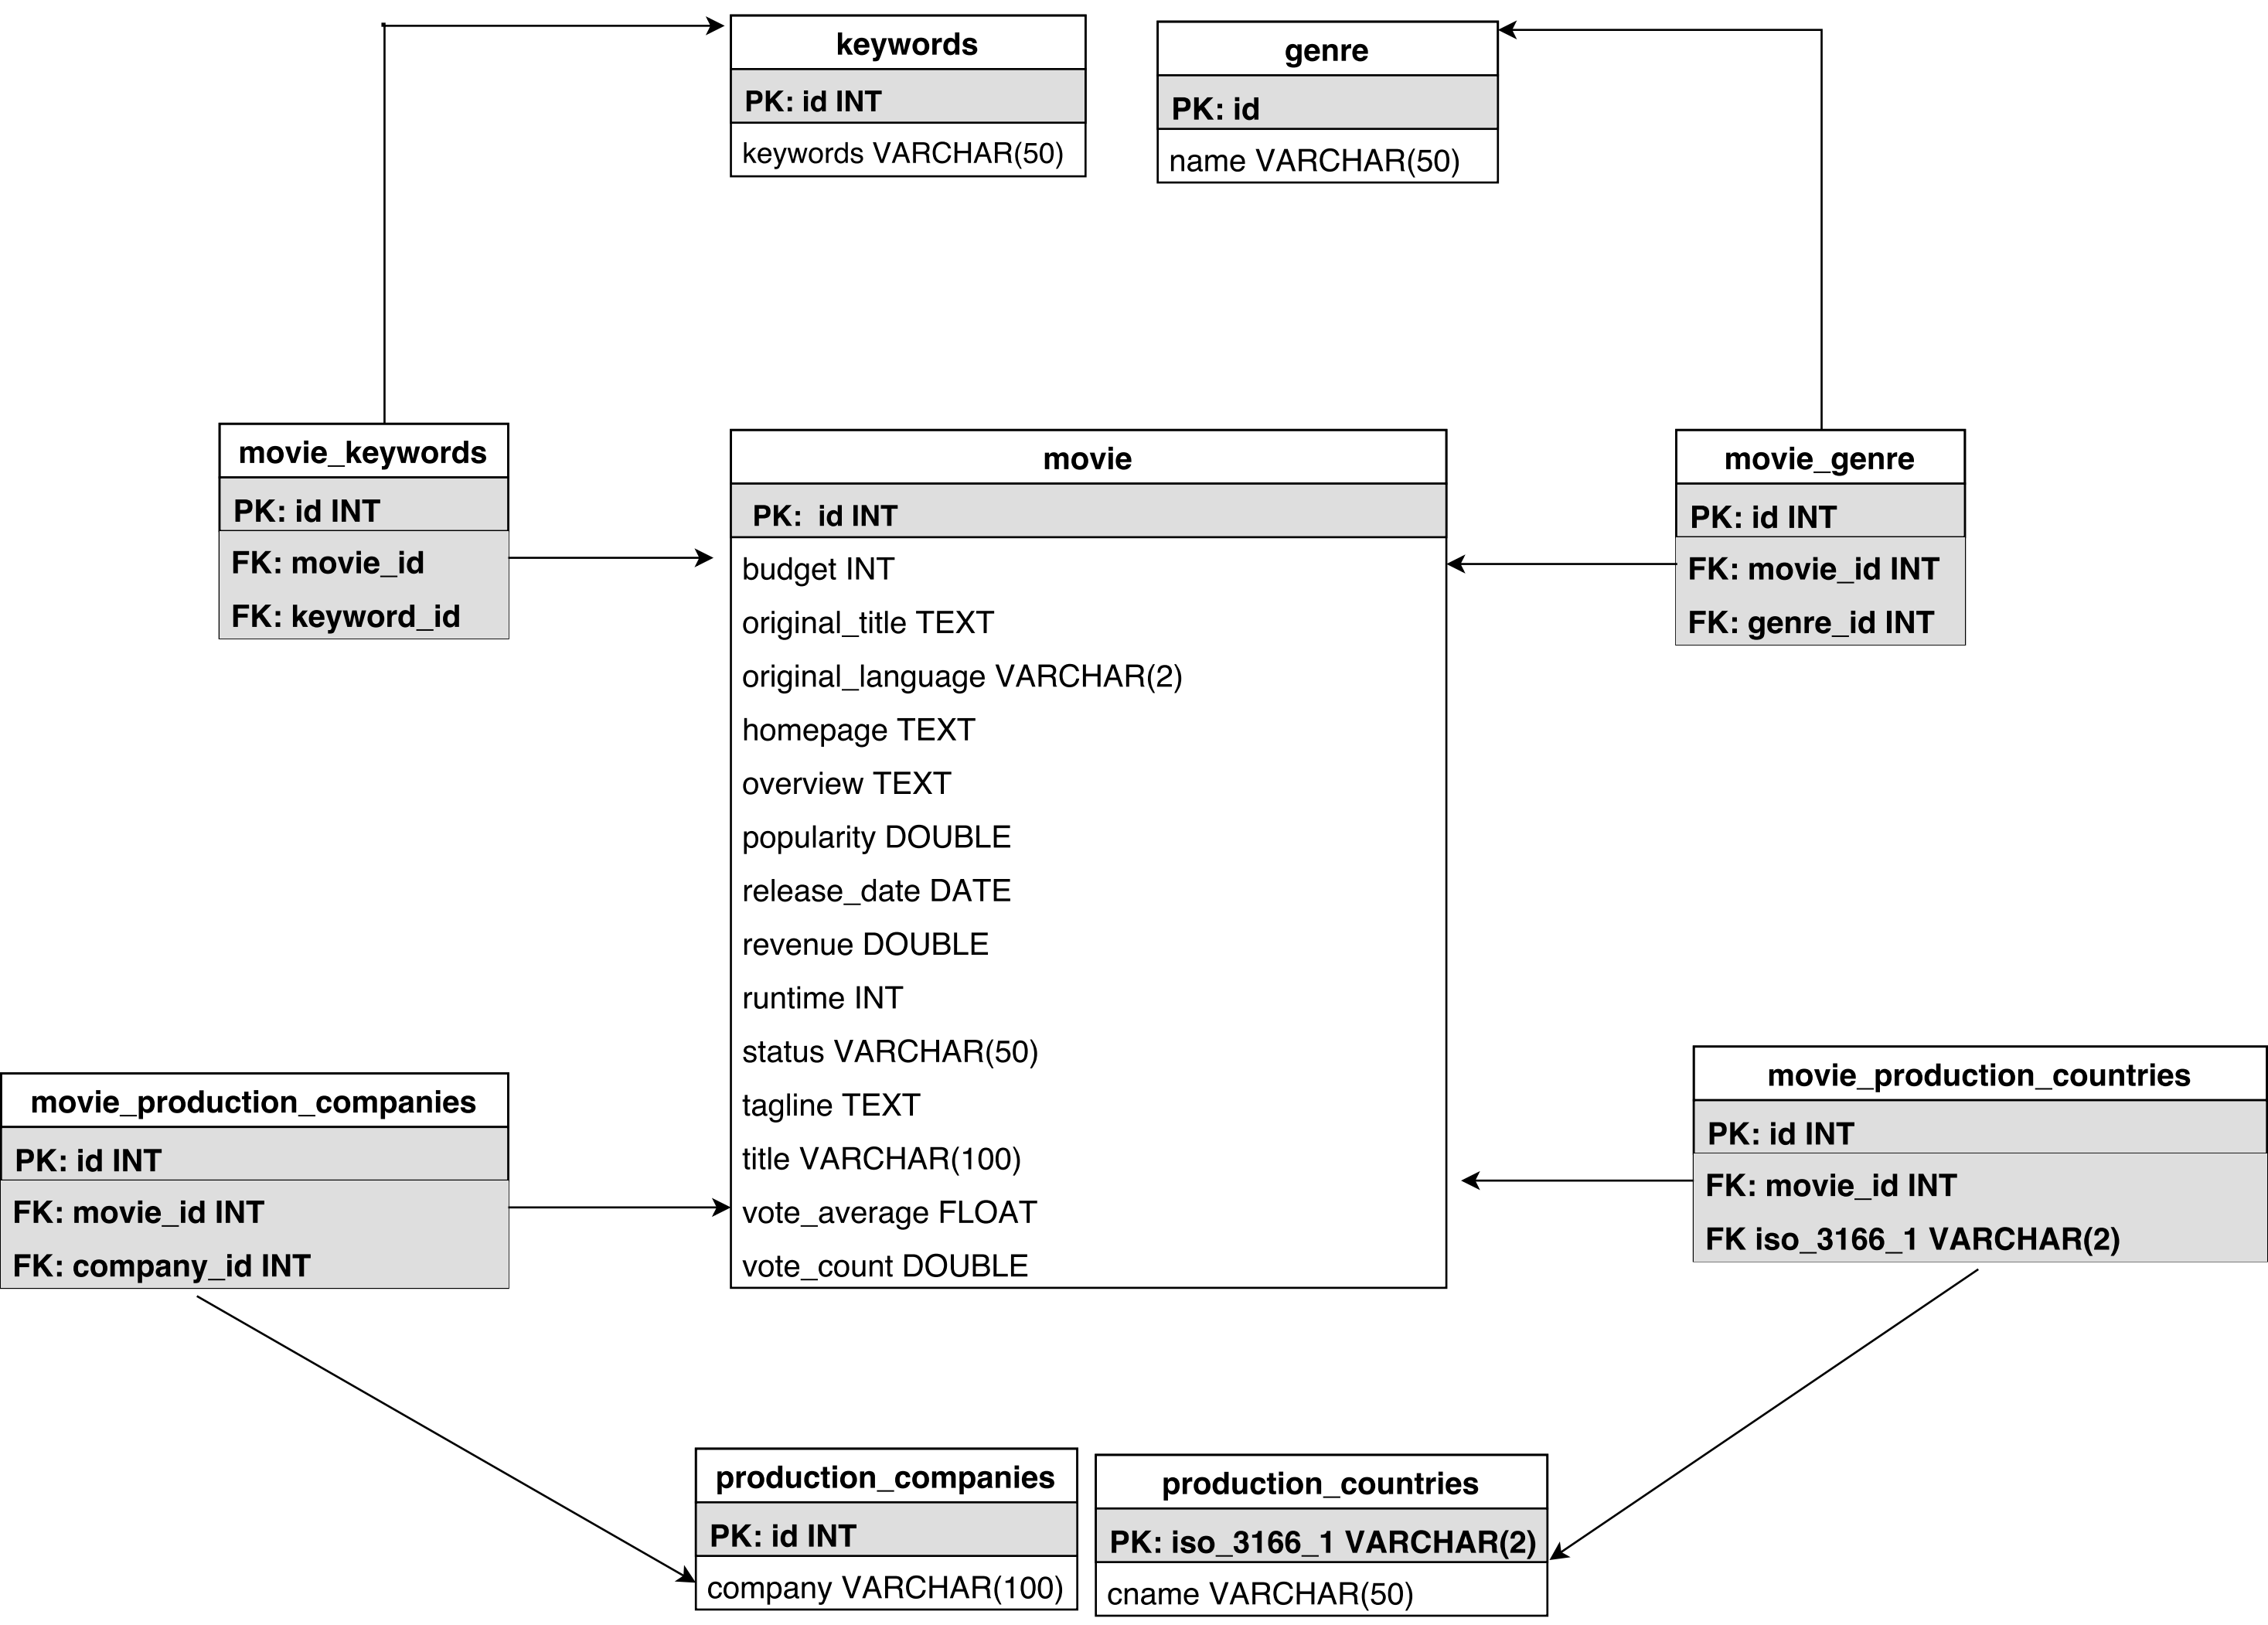 keywords
PK: id INT
keywords VARCHAR(50)
genre
PK: id
name VARCHAR(50)
movie_keywords
PK: id INT
FK: movie_id
FK: keyword_id
movie
PK: id INT
budget INT
original_title TEXT
original_language VARCHAR(2)
homepage TEXT
overview TEXT
popularity DOUBLE
release_date DATE
revenue DOUBLE
runtime INT
status VARCHAR(50)
tagline TEXT
title VARCHAR(100)
vote_average FLOAT
vote_count DOUBLE
movie_genre
PK: id INT
FK: movie_id INT
FK: genre_id INT
movie_production_companies
PK: id INT
FK: movie_id INT
FK: company_id INT
movie_production_countries
PK: id INT
FK: movie_id INT
FK iso_3166_1 VARCHAR(2)
production_companies
PK: id INT
company VARCHAR(100)
production_countries
PK: iso_3166_1 VARCHAR(2)
cname VARCHAR(50)